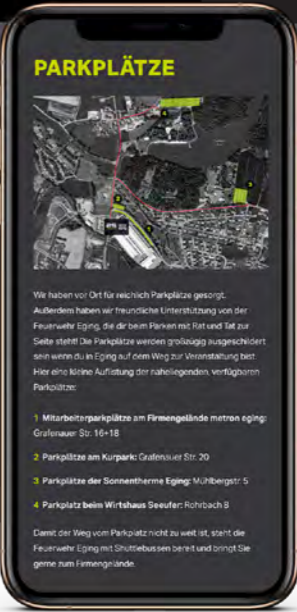 PARKPLÄTZE
4
3
2
1
Wir haben vor Ort für reichlich Parkplätze gesorgt.
Außerdem haben wir freundliche Unterstützung von der
Feuerwehr Eging, die dir beim Parken mit Rat und Tat zur
Seite steht! Die Parkplätze werden großzügig ausgeschildert
sein wenn du in Eging auf dem Weg zur Veranstaltung bist.
Hier eine kleine Auflistung der naheliegenden, verfügbaren
Parkplätze:
1 Mitarbeiterparkplätze am Firmengelände metron eging:
Grafenauer Str. 16+18
2 Parkplätze am Kurpark: Grafenauer Str. 20
3 Parkplätze der Sonnentherme Eging: Mühlbergstr. 5
4 Parkplatz beim Wirtshaus Seeufer: Rohrbach 8
Damit der Weg vom Parkplatz nicht zu weit ist, steht die
Feuerwehr Eging mit Shuttlebussen bereit und bringt Sie
gerne zum Firmengelände.